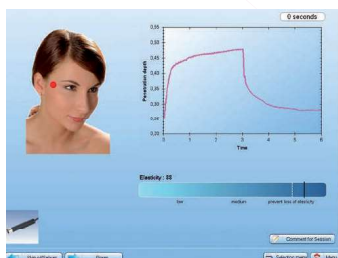 0 seconds
0,55
0,50
0,45
0,40
0,35
0,30
0,25
0,20
Penetration depth
0 1 2 3 4 5 6
Time
Elasticity: 88
low medium prevent loss of elasticity
Comment for Session
Selection menu Menu